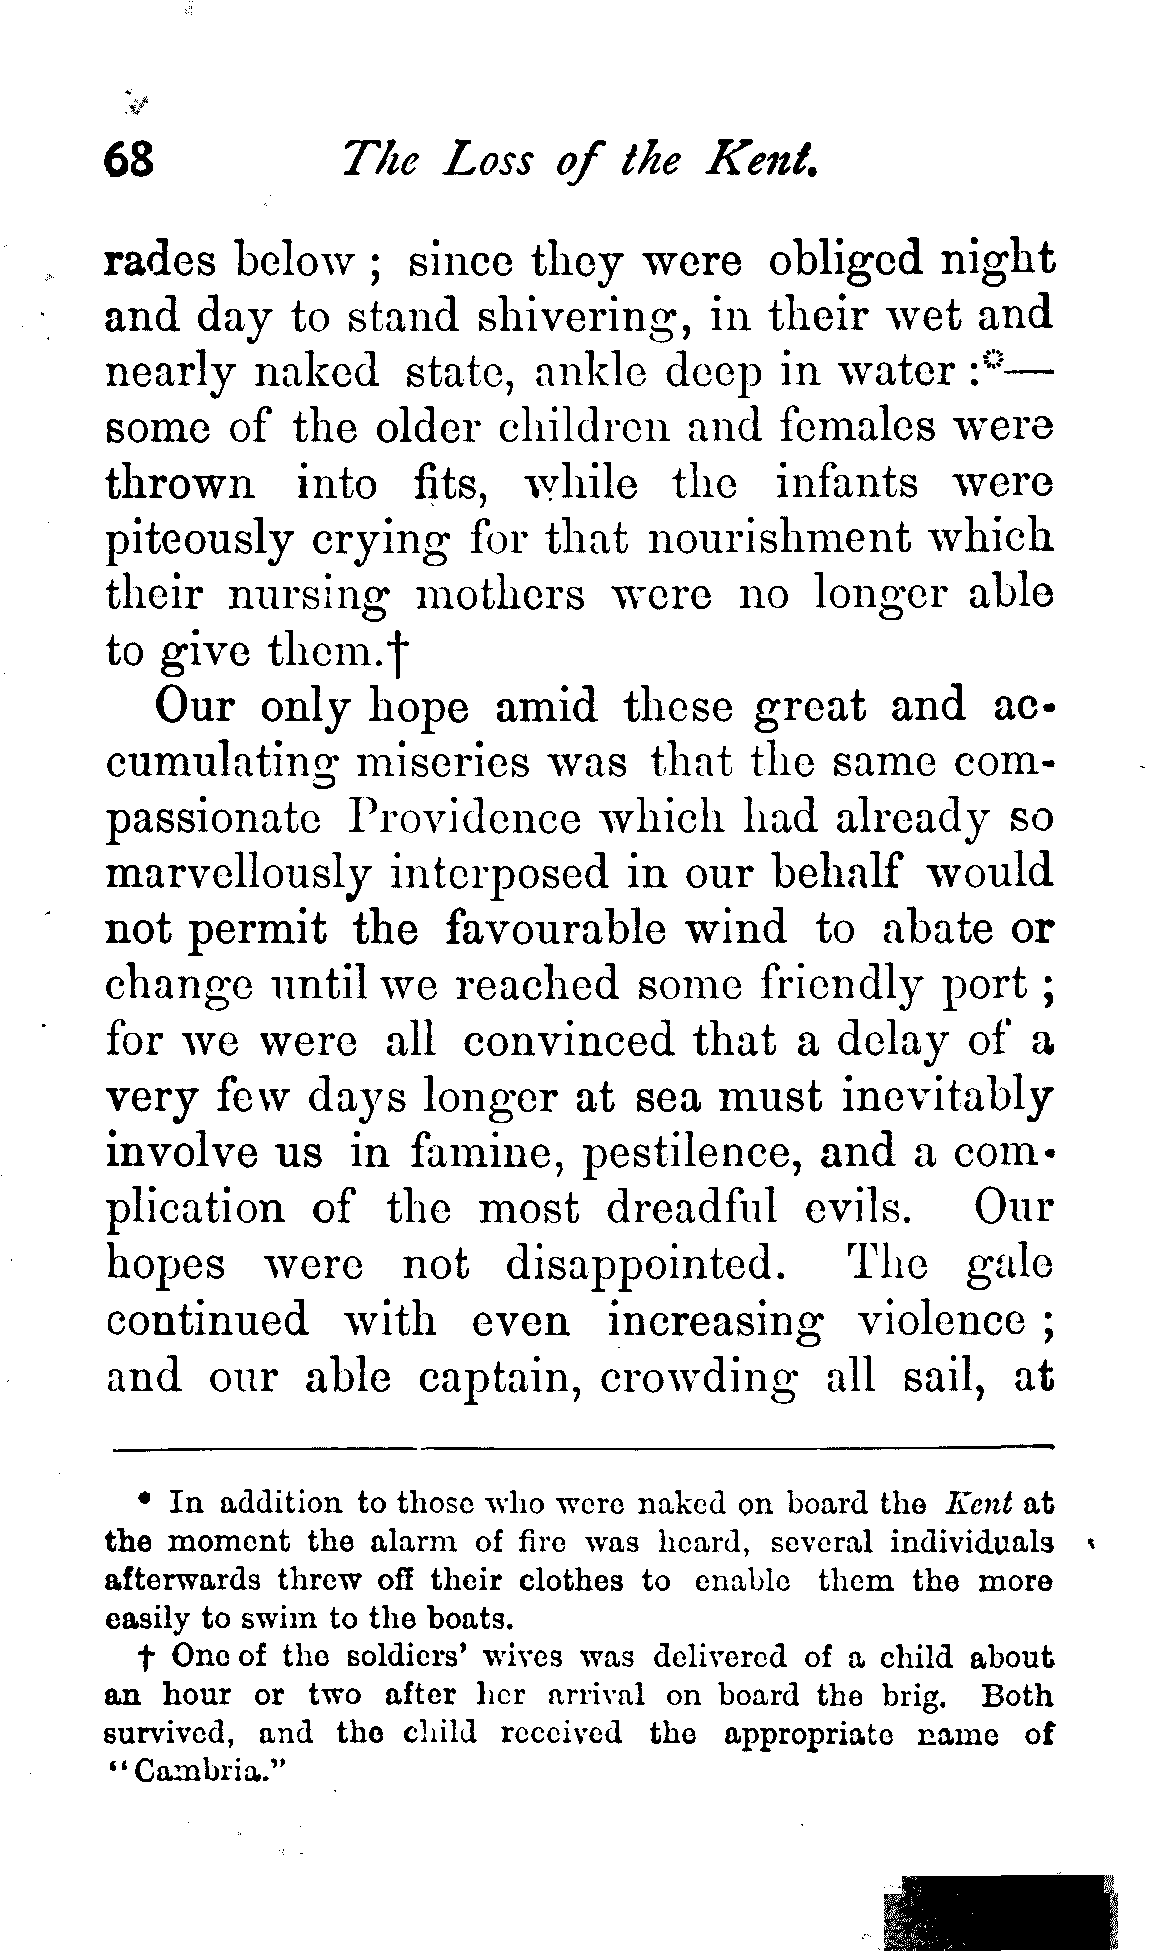 68 The Loss of the Kent.
rades below ; since they were obliged night
and day to stand shivering, in their wet and
nearly naked state, ankle deep in water :*—
some of the older children and females were
thrown into fits, while the infants were
piteously crying for that nourishment which
their nursing mothers were no longer able
to give them.†
Our only hope amid these great and ac-
cumulating miseries was that the same com-
passionate Providence which had already so
marvellously interposed in our behalf would
not permit the favourable wind to abate or
change until we reached some friendly port ;
for we were all convinced that a delay of a
very few days longer at sea must inevitably
involve us in famine, pestilence, and a com-
plication of the most dreadful evils. Our
hopes were not disappointed. The gale
continued with even increasing violence ;
and our able captain, crowding all sail, at
* In addition to those who were naked on board the Kent at
the moment the alarm of fire was heard, several individuals
afterwards threw off their clothes to enable them the more
easily to swim to the boats.
† One of the soldiers' wives was delivered of a child about
an hour or two after her arrival on board the brig. Both
survived, and the child received the appropriate name of
"Cambria."